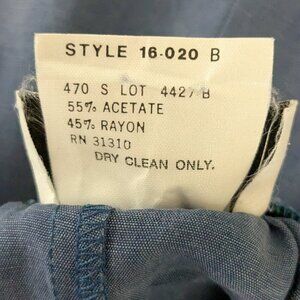 STYLE 16-020 B
470 S LOT 4427 B
55% ACETATE
45% RAYON
RN 31310
DRY CLEAN ONLY.